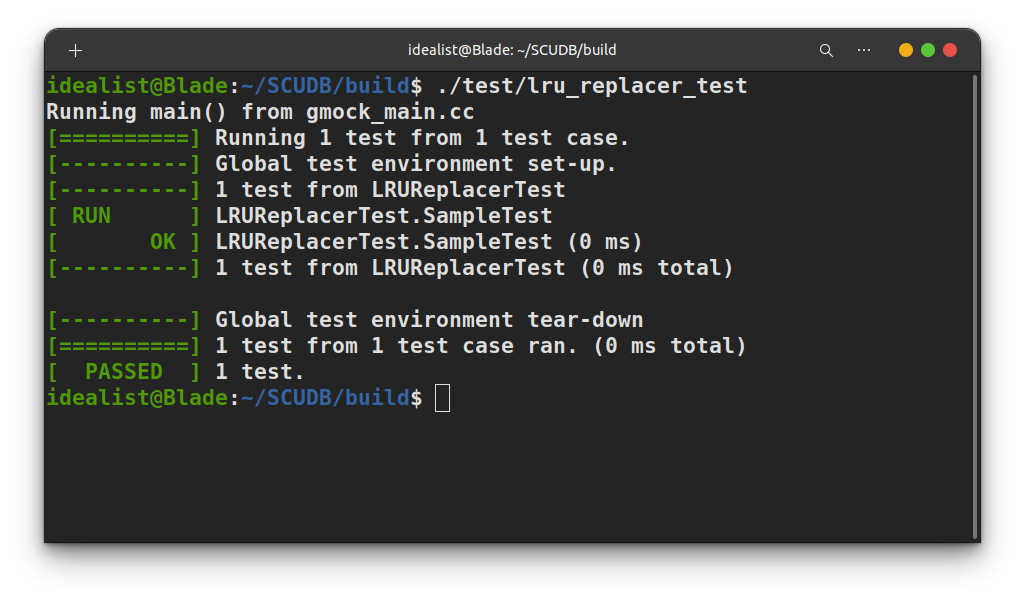 idealist@Blade: ~/SCUDB/build
idealist@Blade:~/SCUDB/build$ ./test/lru_replacer_test
Running main() from gmock_main.cc
[==========] Running 1 test from 1 test case.
[----------] Global test environment set-up.
[----------] 1 test from LRUReplacerTest
[ RUN      ] LRUReplacerTest.SampleTest
[       OK ] LRUReplacerTest.SampleTest (0 ms)
[----------] 1 test from LRUReplacerTest (0 ms total)
[----------] Global test environment tear-down
[==========] 1 test from 1 test case ran. (0 ms total)
[  PASSED  ] 1 test.
idealist@Blade:~/SCUDB/build$